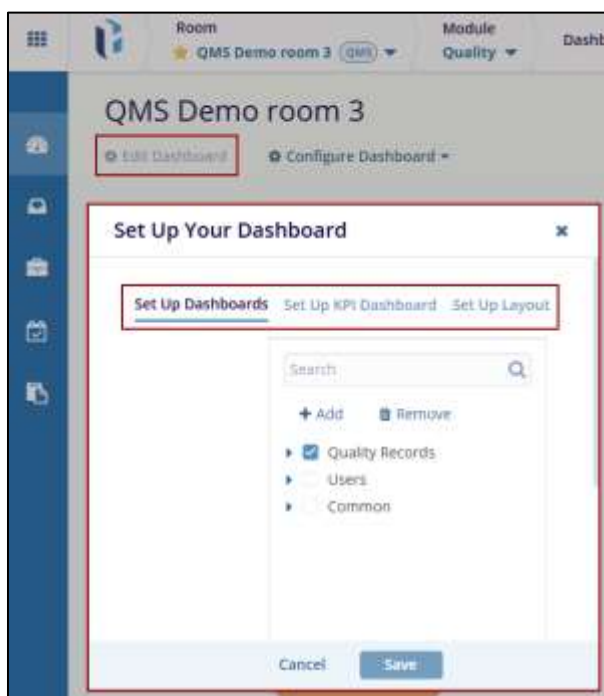 Room
Module
QMS Demo room 3 QMS
Quality
Dashb
QMS Demo room 3
Edit Dashboard
Configure Dashboard
Set Up Your Dashboard
Set Up Dashboards Set Up KPI Dashboard Set Up Layout
Search
+ Add Remove
Quality Records
Users
Common
Cancel Save